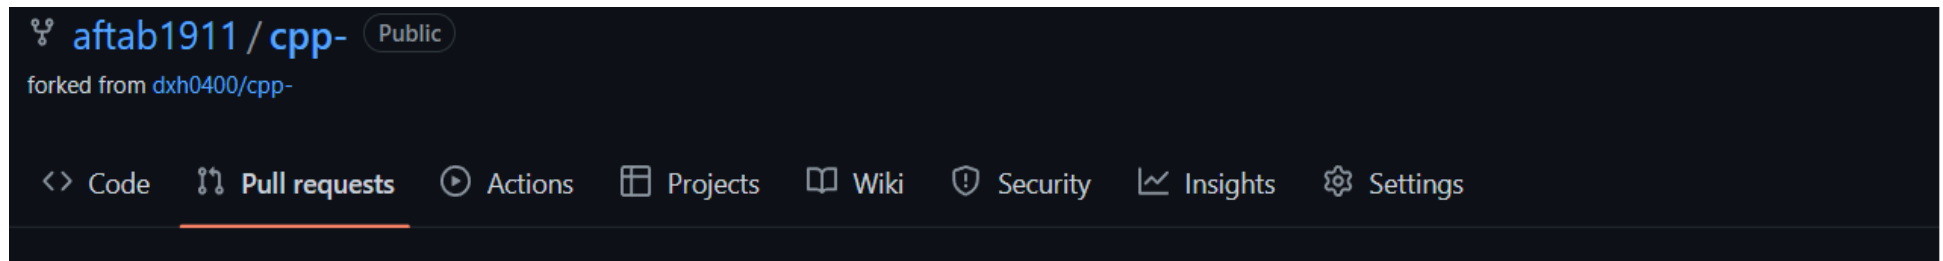 aftab1911 / cpp- Public
forked from dxh0400/cpp-
Code Pull requests Actions Projects Wiki Security Insights Settings